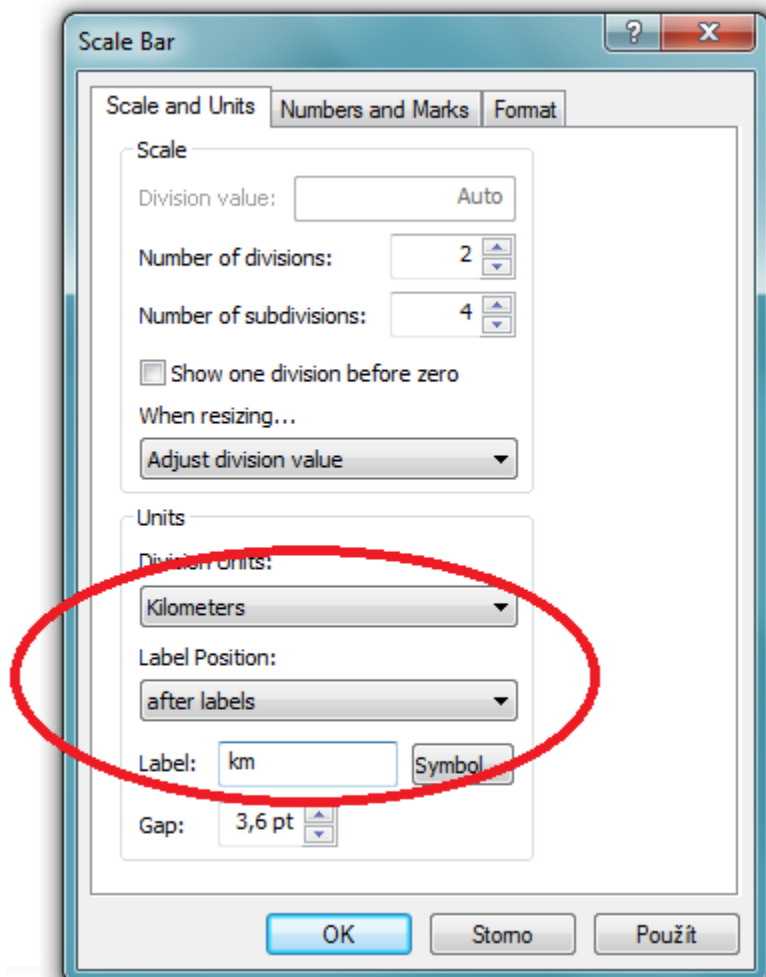 Scale Bar
Scale and Units Numbers and Marks Format
Scale
Division value: Auto
Number of divisions: 2
Number of subdivisions: 4
Show one division before zero
When resizing...
Adjust division value
Units
Division Units:
Kilometers
Label Position:
after labels
Label: km Symbol...
Gap: 3,6 pt
OK Storno Použít